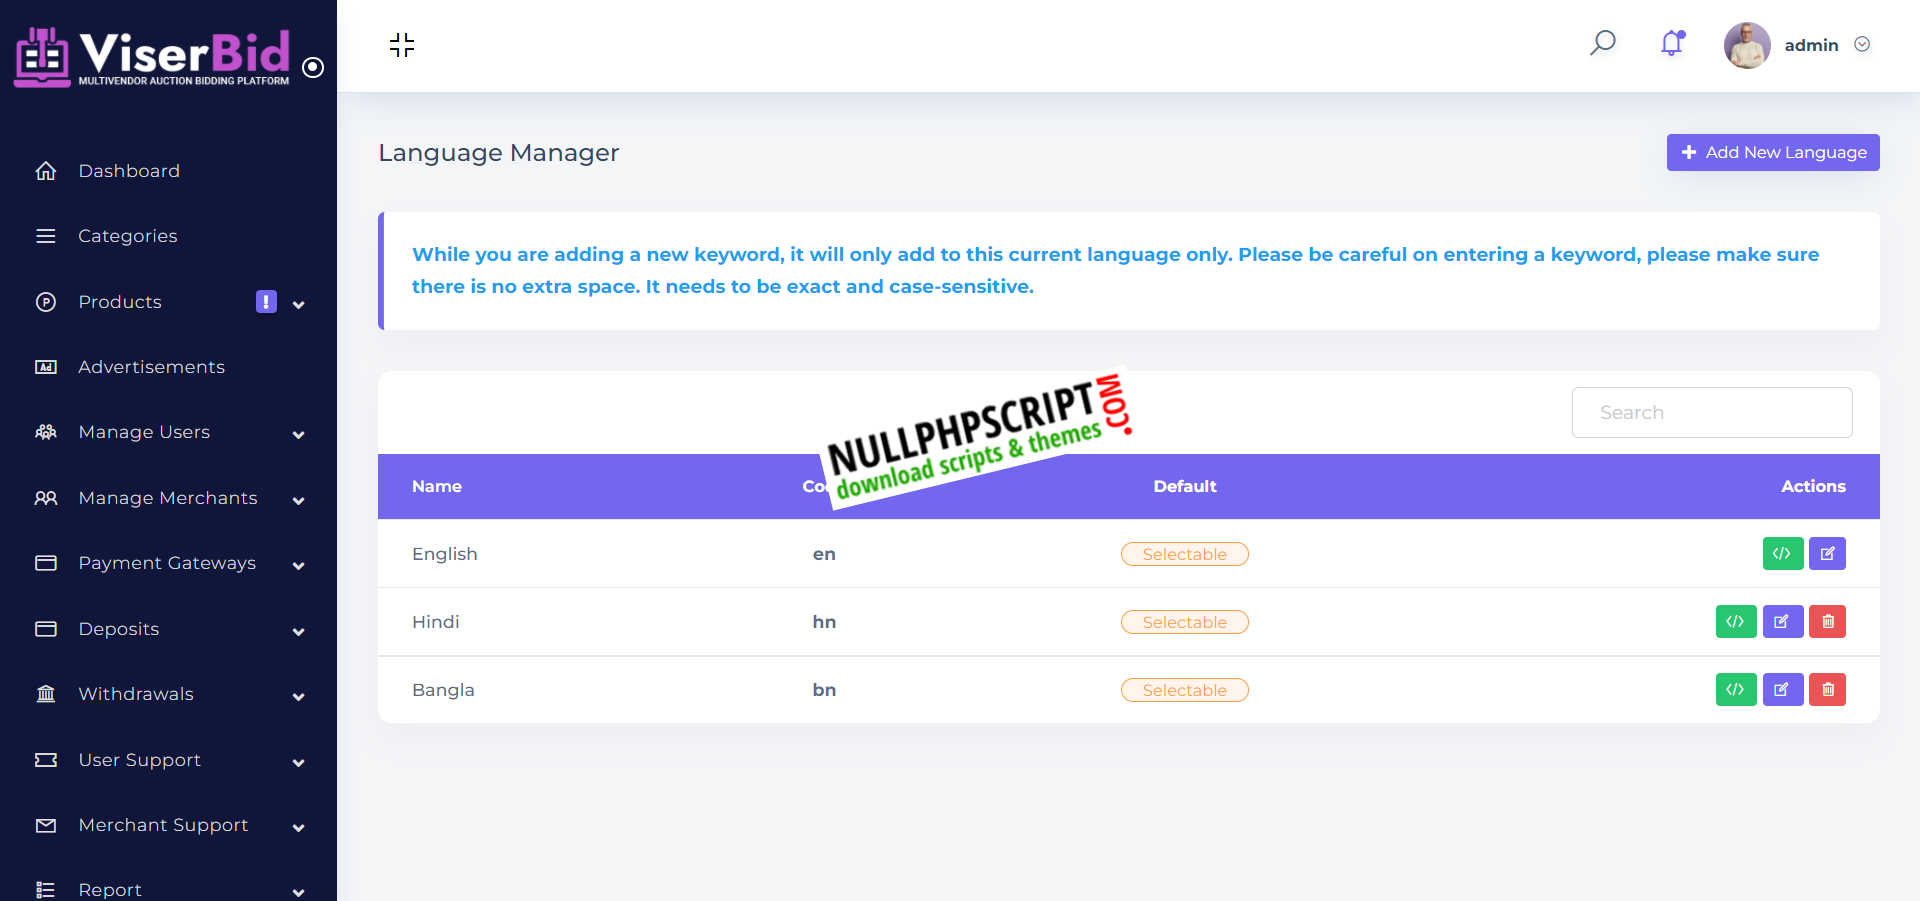 ViserBid
MULTIVENDOR AUCTION BIDDING PLATFORM
admin
Dashboard
Categories
Products
!
Advertisements
Ad
Manage Users
Manage Merchants
Payment Gateways
Deposits
Withdrawals
User Support
Merchant Support
Report
Language Manager
Add New Language
While you are adding a new keyword, it will only add to this current language only. Please be careful on entering a keyword, please make sure
there is no extra space. It needs to be exact and case-sensitive.
Search
NULLPHPSCRIPT.COM
download scripts & themes
Name Default Actions
English en Selectable
Hindi hn Selectable
Bangla bn Selectable